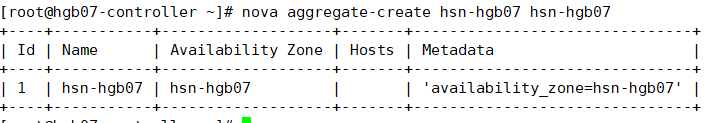 [root@hgb07-controller ~]# nova aggregate-create hsn-hgb07 hsn-hgb07
+----+-----------+-------------------+-------+-------------------------------+
| Id | Name      | Availability Zone | Hosts | Metadata                      |
+----+-----------+-------------------+-------+-------------------------------+
| 1  | hsn-hgb07 | hsn-hgb07         |       | 'availability_zone=hsn-hgb07' |
+----+-----------+-------------------+-------+-------------------------------+
[root@hgb07-controller ~]#